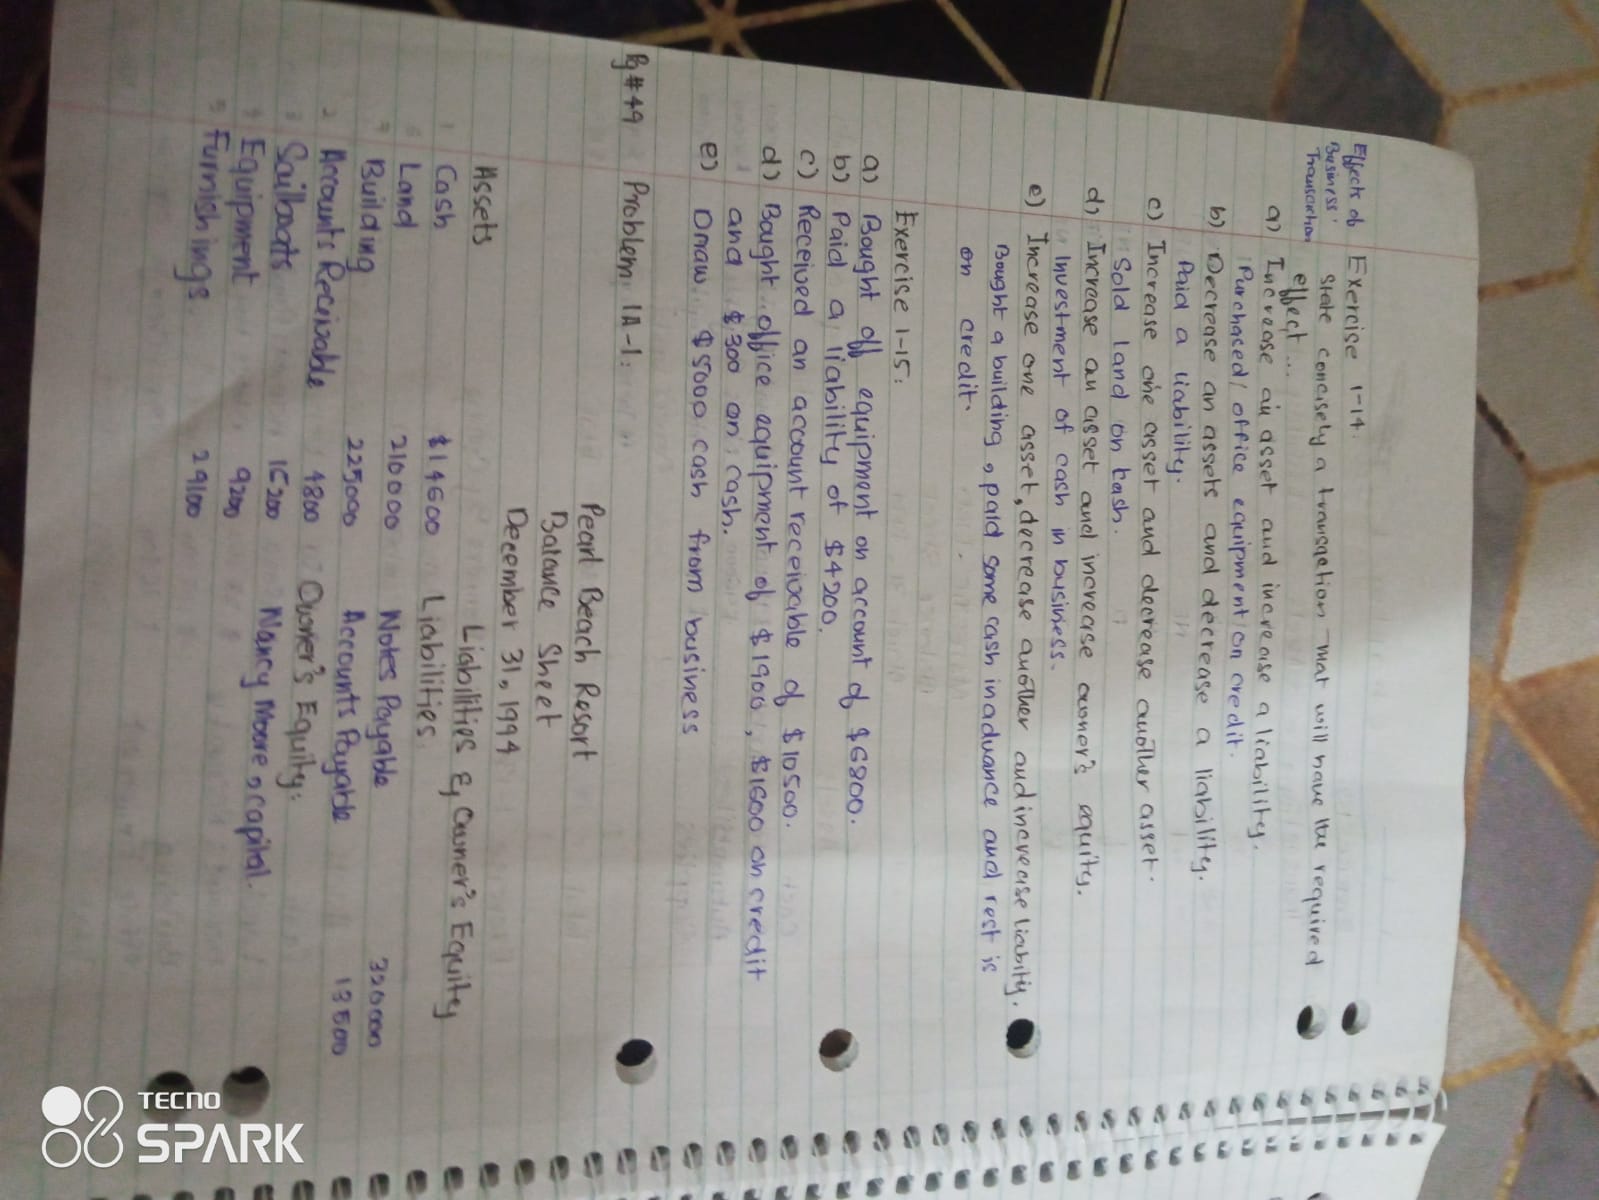 Effects of
Business
Transaction
Exercise 1-14.
State concisely a transaction that will have the required
effect...
a) Increase an asset and increase a liability.
Purchased office equipment on credit.
b) Decrease an assets and decrease a liability.
Paid a liability.
c) Increase one asset and decrease another asset.
Sold land on cash.
d) Increase an asset and increase owner's equity.
Investment of cash in business.
e) Increase one asset, decrease another and increase liabity.
Bought a building, paid some cash in advance and rest is
on credit.
Exercise 1-15:
a) Bought off equipment on account of $6800.
b) Paid a liability of $4200.
c) Received an account receivable of $10500.
d) Bought office equipment of $1900, $1600 on credit
and $300 on cash.
e) Draw $5000 cash from business
Pg #49 Problem 1A-1:
Pearl Beach Resort
Balance Sheet
December 31, 1994
Assets Liabilities & Owner's Equity
1 Cash $14600 Liabilities
Land 210000 Notes Payable 320000
Building 225000 Accounts Payable 13500
2 Accounts Receivable 4800 Owner's Equity:
Sailboats Nancy Moore, capital.
Equipment 9200
5 Furnishings 29100
TECNO
SPARK